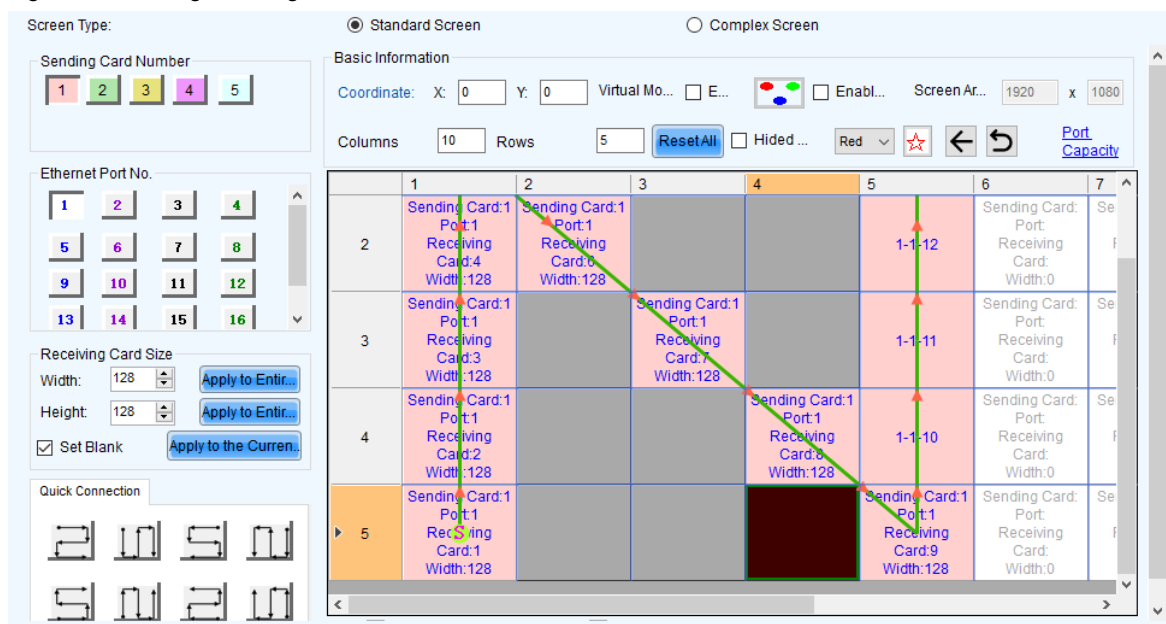 Screen Type:
Standard Screen
Complex Screen
Sending Card Number
1 2 3 4 5
Basic Information
Coordinate: X: 0 Y: 0 Virtual Mo... E... Enabl... Screen Ar... 1920 x 1080
Columns 10 Rows 5 Reset All Hided ... Red Port
Capacity
Ethernet Port No.
1 2 3 4
5 6 7 8
9 10 11 12
13 14 15 16
Receiving Card Size
Width: 128 Apply to Entir...
Height: 128 Apply to Entir...
Set Blank Apply to the Curren...
Quick Connection
1 2 3 4 5 6 7
2
Sending Card:1
Port:1
Receiving
Card:4
Width:128
Sending Card:1
Port:1
Receiving
Card:6
Width:128
1-1-12
Sending Card:
Port:
Receiving
Card:
Width:0
Se
3
Sending Card:1
Port:1
Receiving
Card:3
Width:128
Sending Card:1
Port:1
Receiving
Card:7
Width:128
1-1-11
Sending Card:
Port:
Receiving
Card:
Width:0
Se
4
Sending Card:1
Port:1
Receiving
Card:2
Width:128
Sending Card:1
Port:1
Receiving
Card:8
Width:128
1-1-10
Sending Card:
Port:
Receiving
Card:
Width:0
Se
5
Sending Card:1
Port:1
Receiving
S
Card:1
Width:128
Sending Card:1
Port:1
Receiving
Card:9
Width:128
Sending Card:
Port:
Receiving
Card:
Width:0
Se